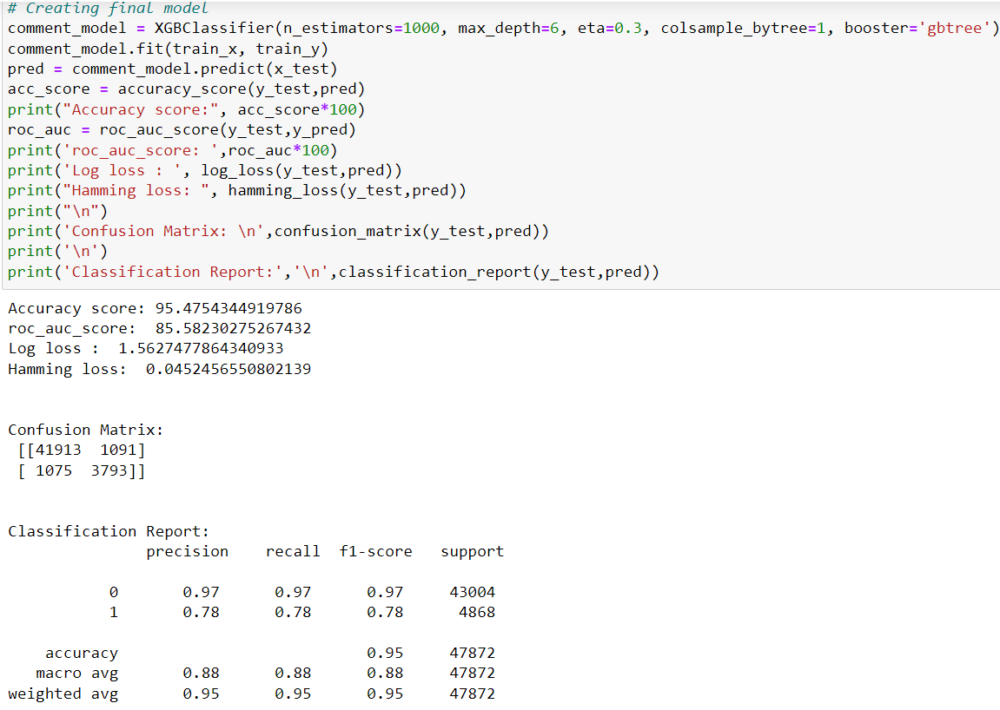 # Creating final model
comment_model = XGBClassifier(n_estimators=1000, max_depth=6, eta=0.3, colsample_bytree=1, booster='gbtree')
comment_model.fit(train_x, train_y)
pred = comment_model.predict(x_test)
acc_score = accuracy_score(y_test,pred)
print("Accuracy score:", acc_score*100)
roc_auc = roc_auc_score(y_test,y_pred)
print('roc_auc_score: ',roc_auc*100)
print('Log loss : ', log_loss(y_test,pred))
print("Hamming loss: ", hamming_loss(y_test,pred))
print("\n")
print('Confusion Matrix: \n',confusion_matrix(y_test,pred))
print('\n')
print('Classification Report:','\n',classification_report(y_test,pred))
Accuracy score: 95.4754344919786
roc_auc_score:  85.58230275267432
Log loss :  1.5627477864340933
Hamming loss:  0.0452456550802139
Confusion Matrix:
 [[41913  1091]
 [ 1075  3793]]
Classification Report:
               precision    recall  f1-score   support
           0       0.97      0.97      0.97     43004
           1       0.78      0.78      0.78      4868
    accuracy                           0.95     47872
   macro avg       0.88      0.88      0.88     47872
weighted avg       0.95      0.95      0.95     47872